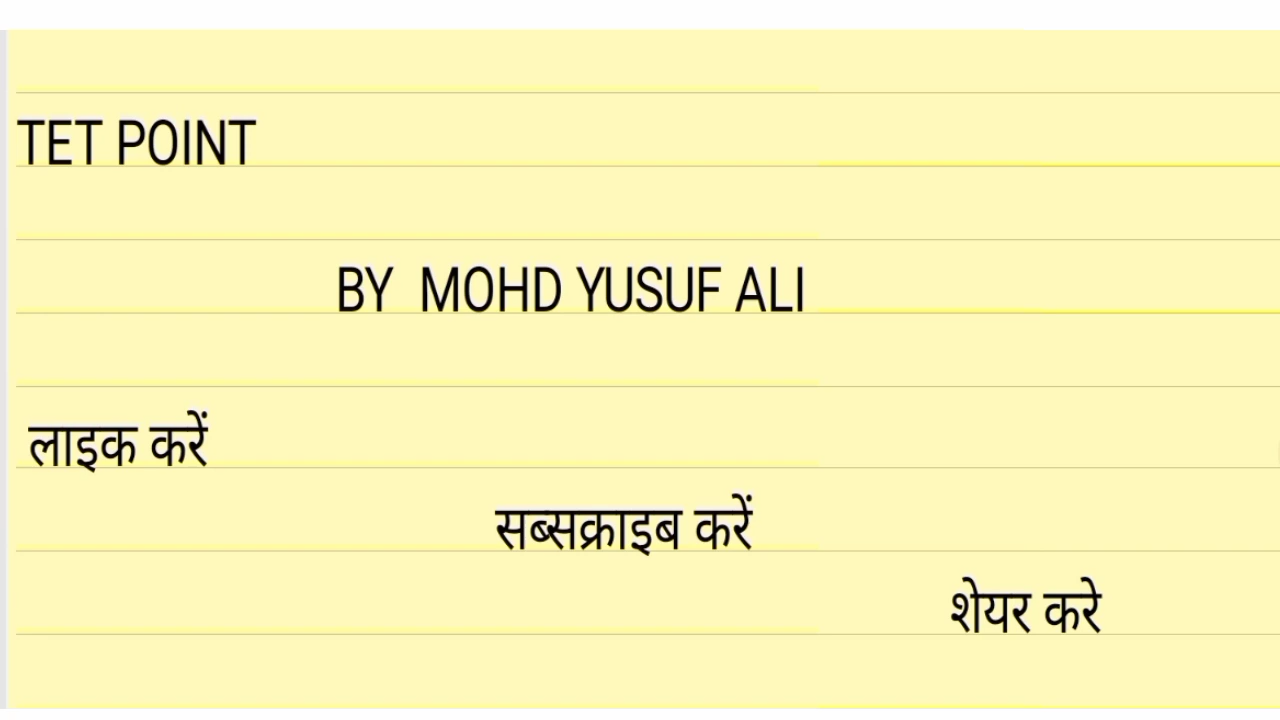 TET POINT
BY MOHD YUSUF ALI
लाइक करें
सब्सक्राइब करें
शेयर करे